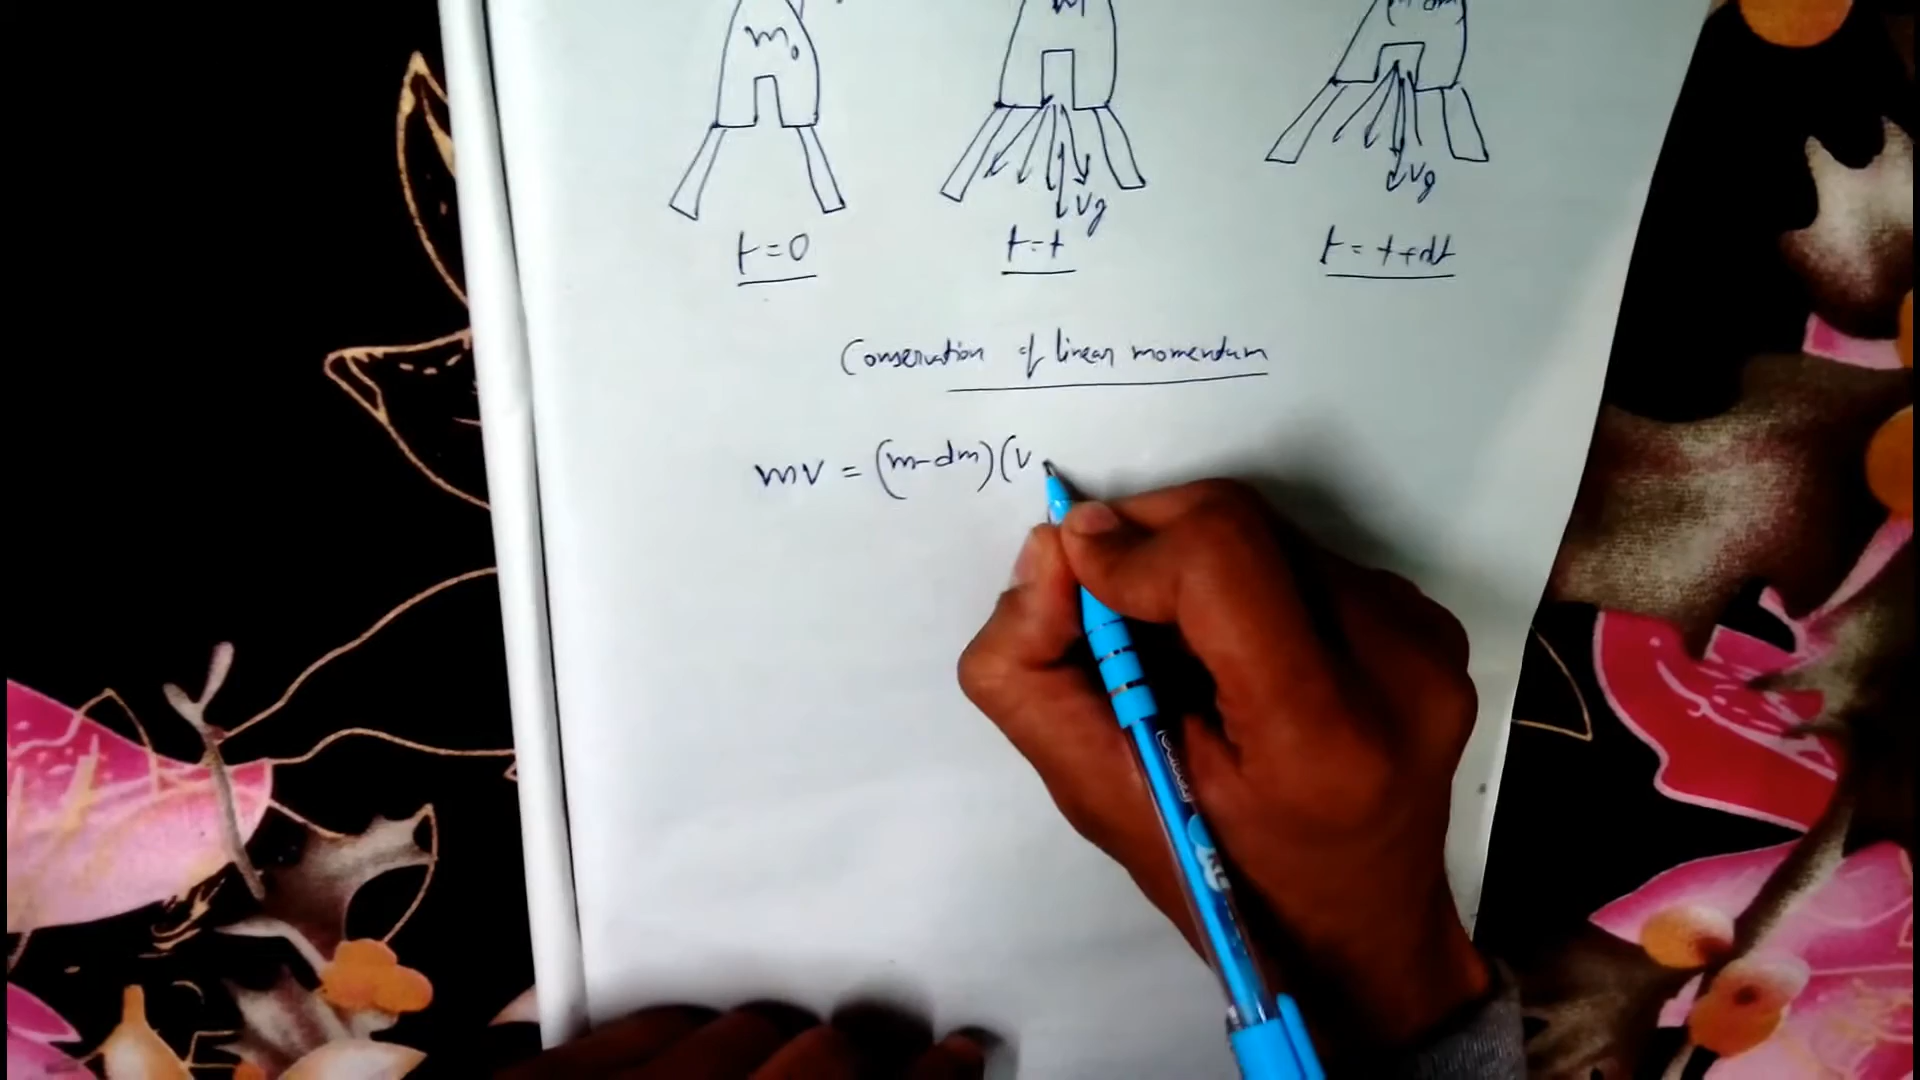 m₀
vg
vg
t=0
t=t
t=t+dt
Conservation of linear momentum
mv = (m-dm)(v